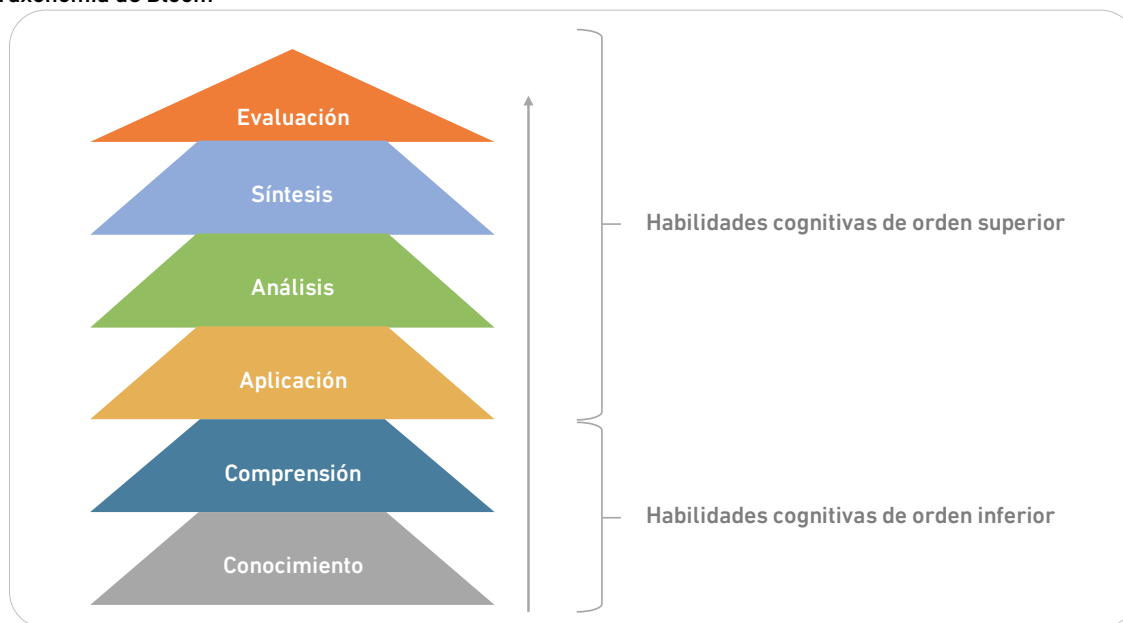 Evaluación
Síntesis
Habilidades cognitivas de orden superior
Análisis
Aplicación
Comprensión
Habilidades cognitivas de orden inferior
Conocimiento